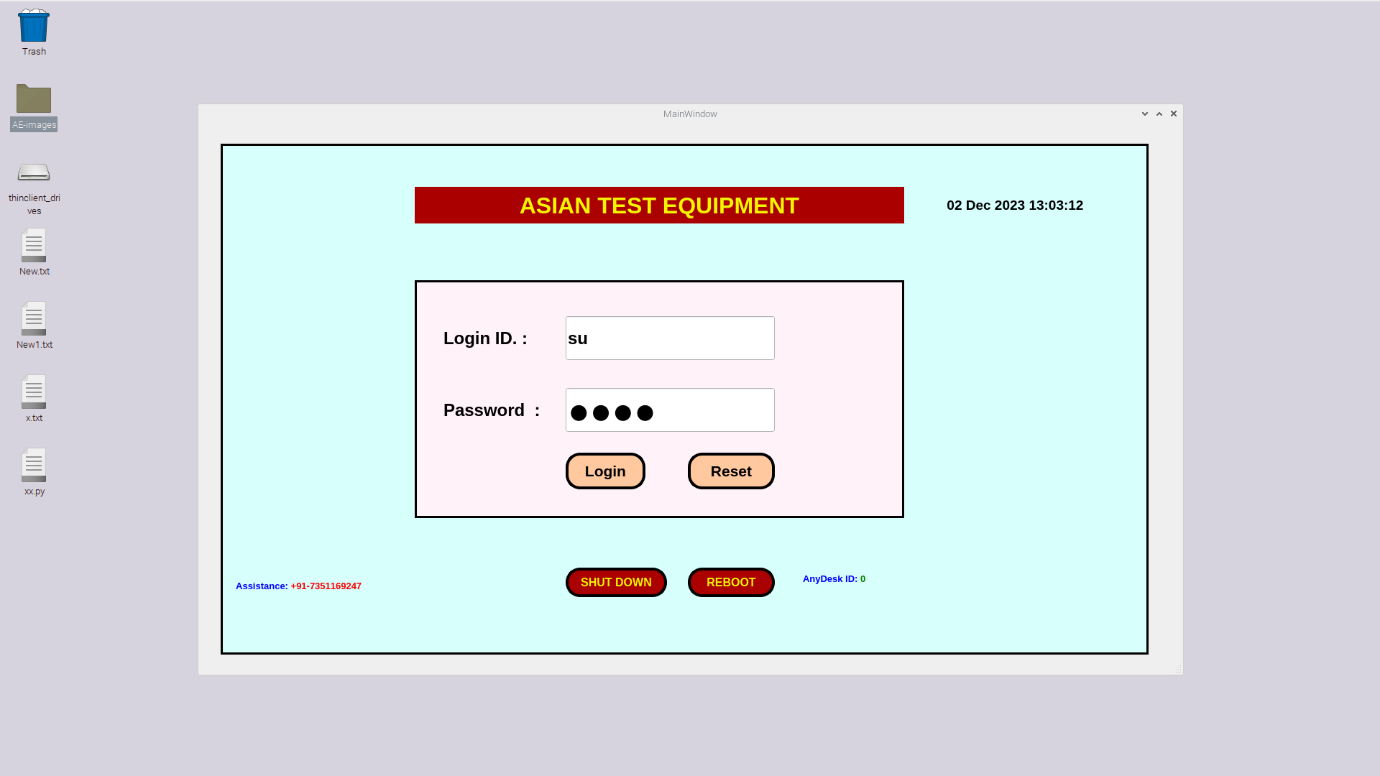 Trash
AE-images
thinclient_dri
ves
New.txt
New1.txt
x.txt
xx.py
MainWindow
ASIAN TEST EQUIPMENT
02 Dec 2023 13:03:12
Login ID. :
su
Password :
Login
Reset
SHUT DOWN
REBOOT
Assistance: +91-7351169247
AnyDesk ID: 0